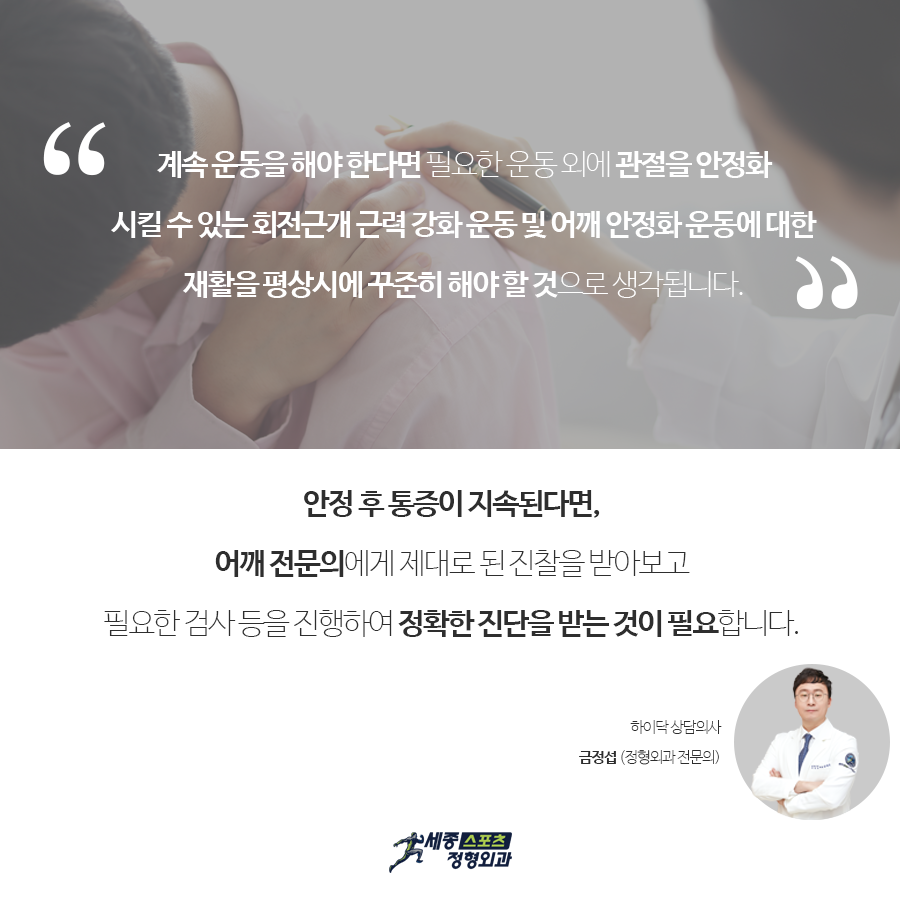 “
계속 운동을 해야 한다면 필요한 운동 외에 관절을 안정화
시킬 수 있는 회전근개 근력 강화 운동 및 어깨 안정화 운동에 대한
재활을 평상시에 꾸준히 해야 할 것으로 생각됩니다.
”
안정 후 통증이 지속된다면,
어깨 전문의에게 제대로 된 진찰을 받아보고
필요한 검사 등을 진행하여 정확한 진단을 받는 것이 필요합니다.
하이닥 상담의사
금정섭 (정형외과 전문의)
세종스포츠
정형외과